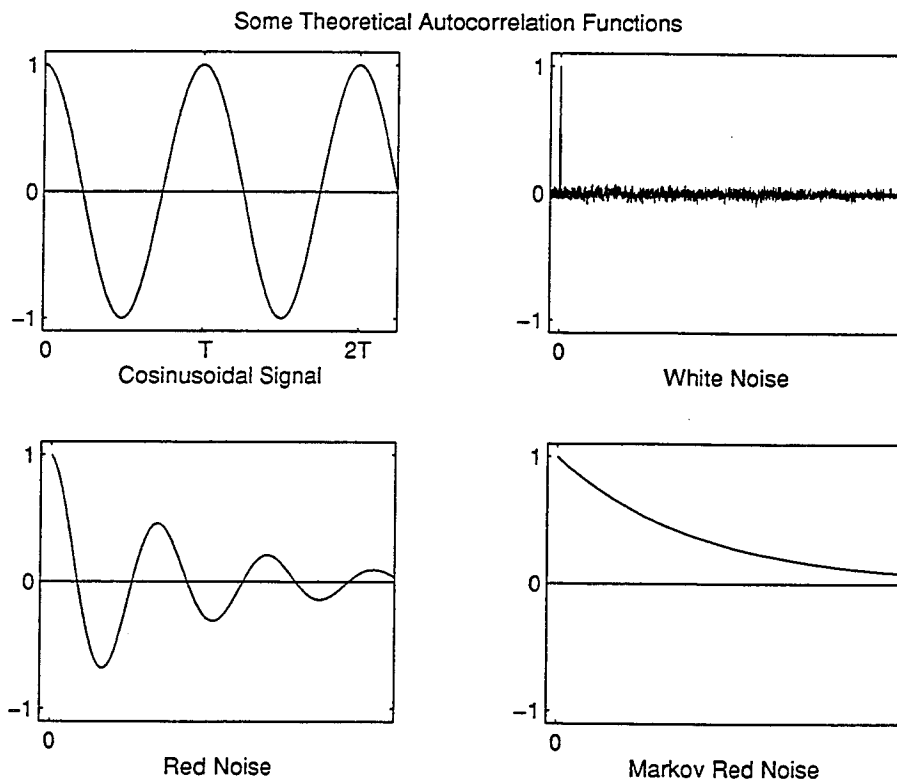 Some Theoretical Autocorrelation Functions
1
0
−1
0 T 2T
Cosinusoidal Signal
1
0
−1
0
White Noise
1
0
−1
0
Red Noise
1
0
−1
0
Markov Red Noise